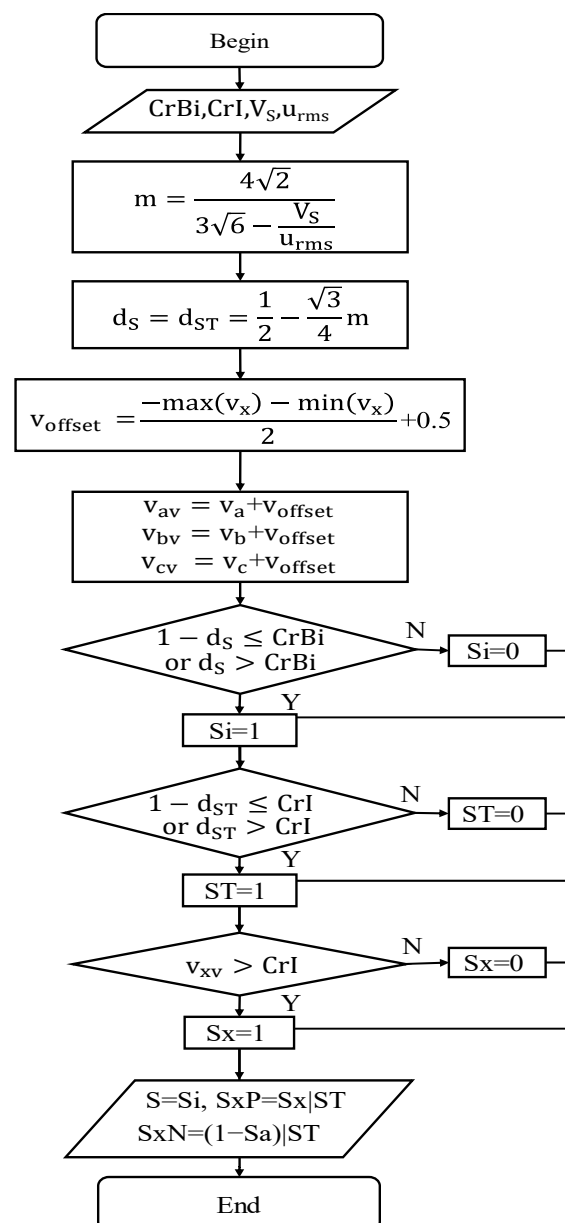 Begin
CrBi,CrI,V_S,u_rms
m = 4√2 / (3√6 − V_S/u_rms)
d_S = d_ST = 1/2 − √3/4 m
v_offset = (−max(v_x) − min(v_x))/2 +0.5
v_av = v_a+v_offset
v_bv = v_b+v_offset
v_cv = v_c+v_offset
1 − d_S ≤ CrBi
or d_S > CrBi
N
Si=0
Y
Si=1
1 − d_ST ≤ CrI
or d_ST > CrI
N
ST=0
Y
ST=1
v_xv > CrI
N
Sx=0
Y
Sx=1
S=Si, SxP=Sx|ST
SxN=(1−Sa)|ST
End